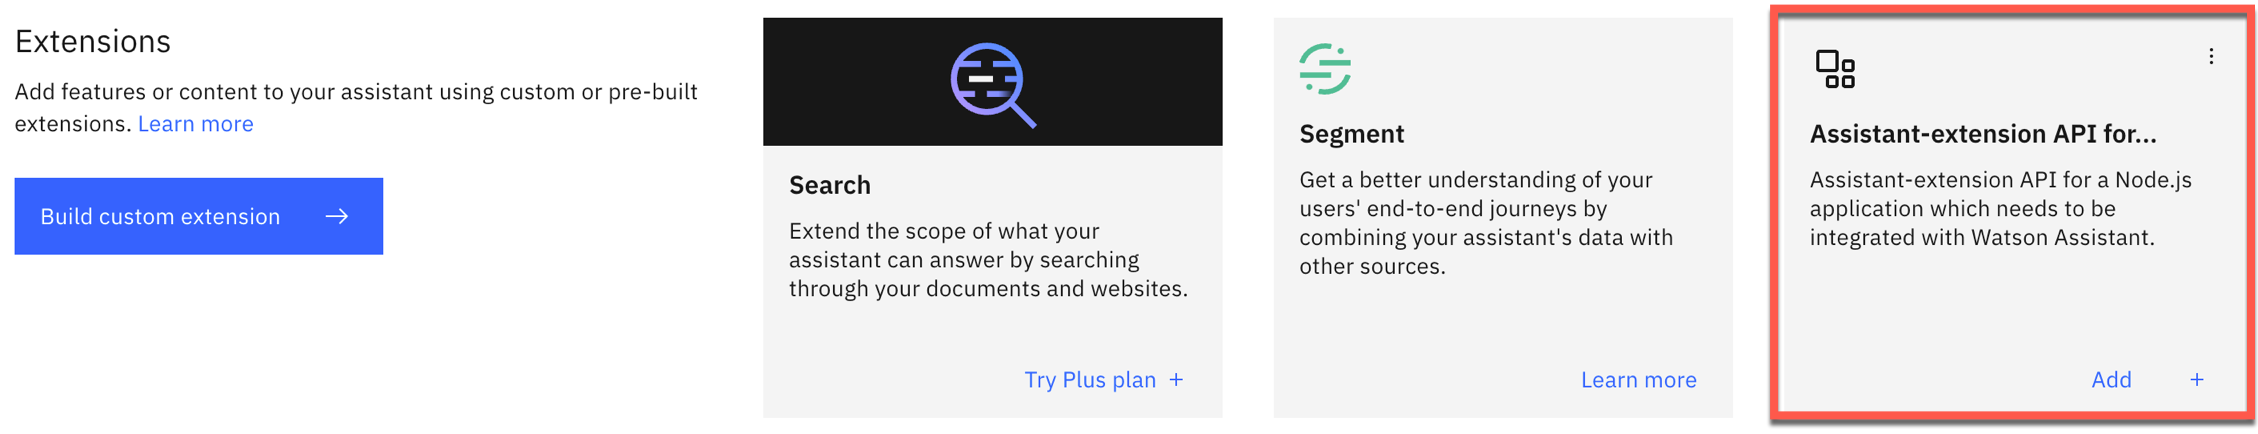 Extensions
Add features or content to your assistant using custom or pre-built
extensions. Learn more
Build custom extension
Search
Extend the scope of what your
assistant can answer by searching
through your documents and websites.
Try Plus plan +
Segment
Get a better understanding of your
users' end-to-end journeys by
combining your assistant's data with
other sources.
Learn more
Assistant-extension API for...
Assistant-extension API for a Node.js
application which needs to be
integrated with Watson Assistant.
Add +